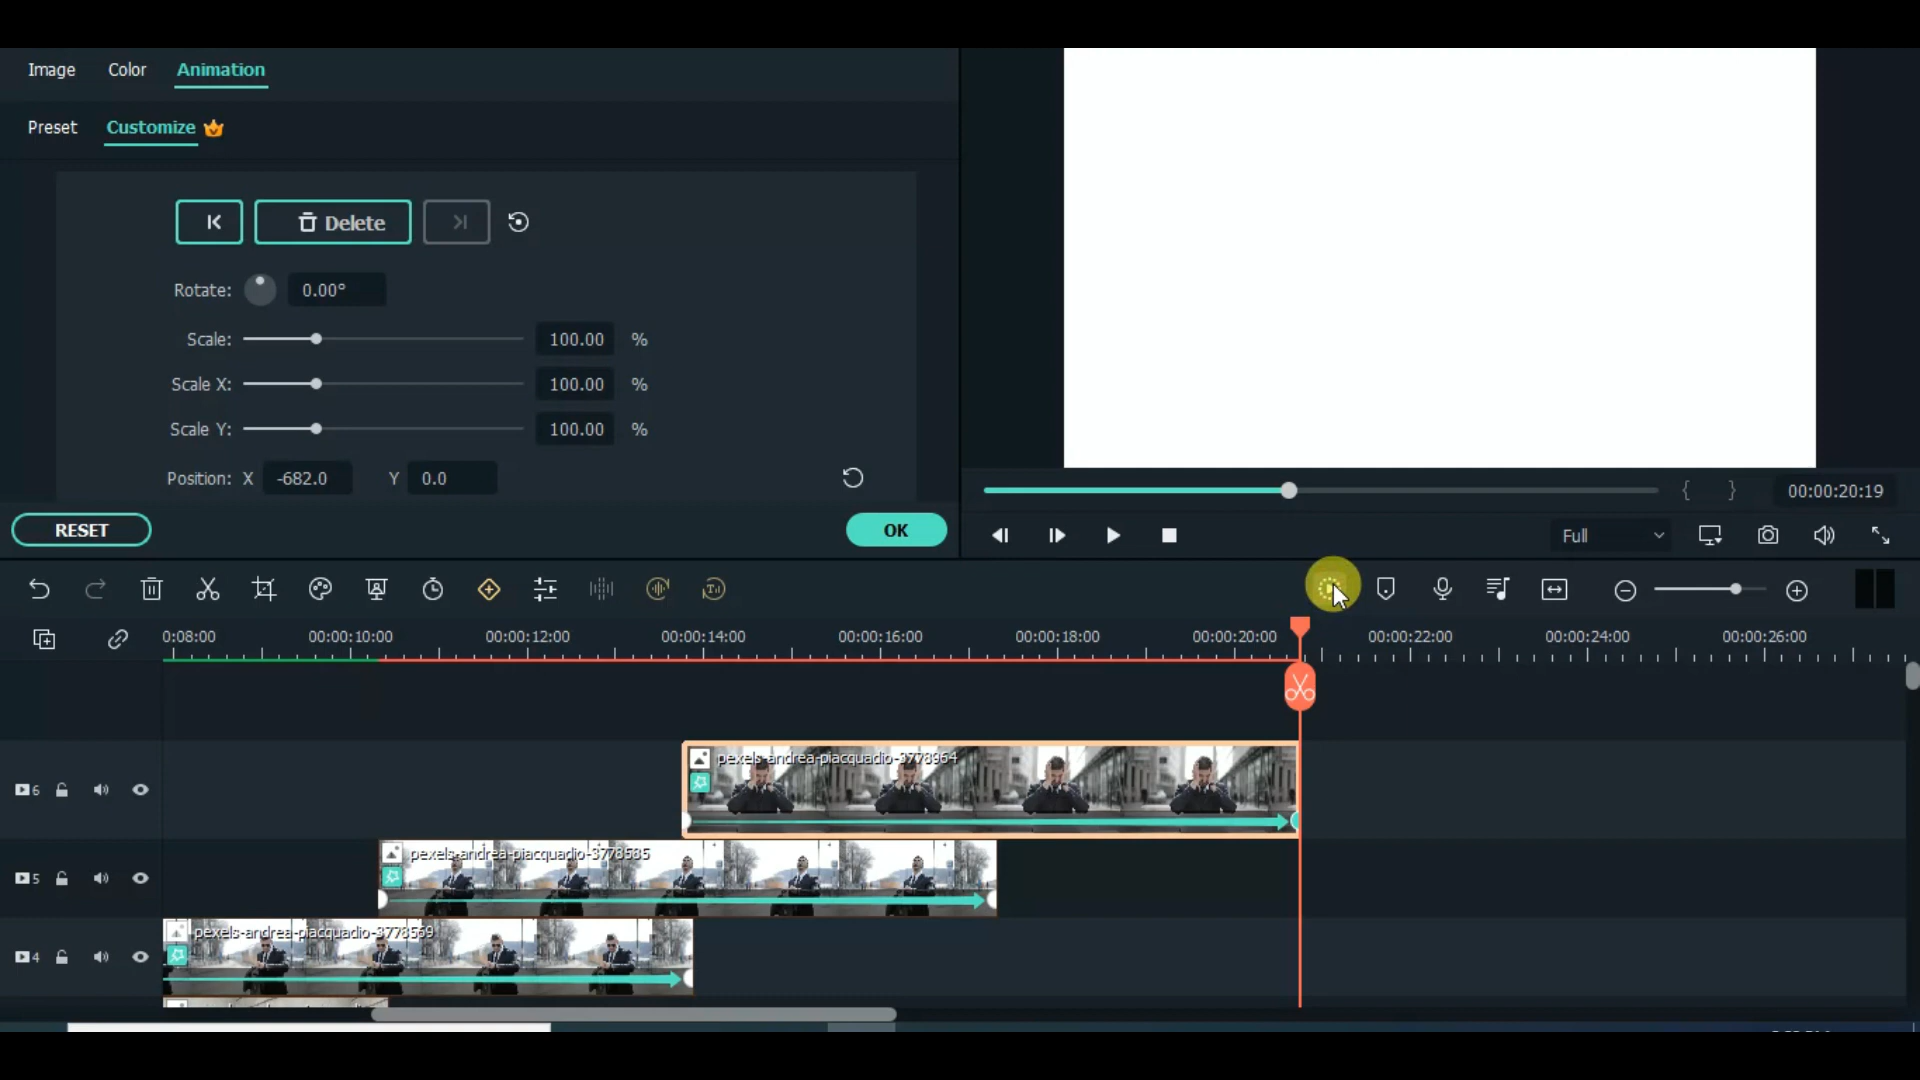 Image Color Animation
Preset Customize
Delete
Rotate: 0.00°
Scale: 100.00 %
Scale X: 100.00 %
Scale Y: 100.00 %
Position: X -682.0 Y 0.0
RESET OK
{ } 00:00:20:19
Full
0:08:00 00:00:10:00 00:00:12:00 00:00:14:00 00:00:16:00 00:00:18:00 00:00:20:00 00:00:22:00 00:00:24:00 00:00:26:00
pexels-andrea-piacquadio-3778964
6
pexels-andrea-piacquadio-3778585
5
pexels-andrea-piacquadio-3778569
4